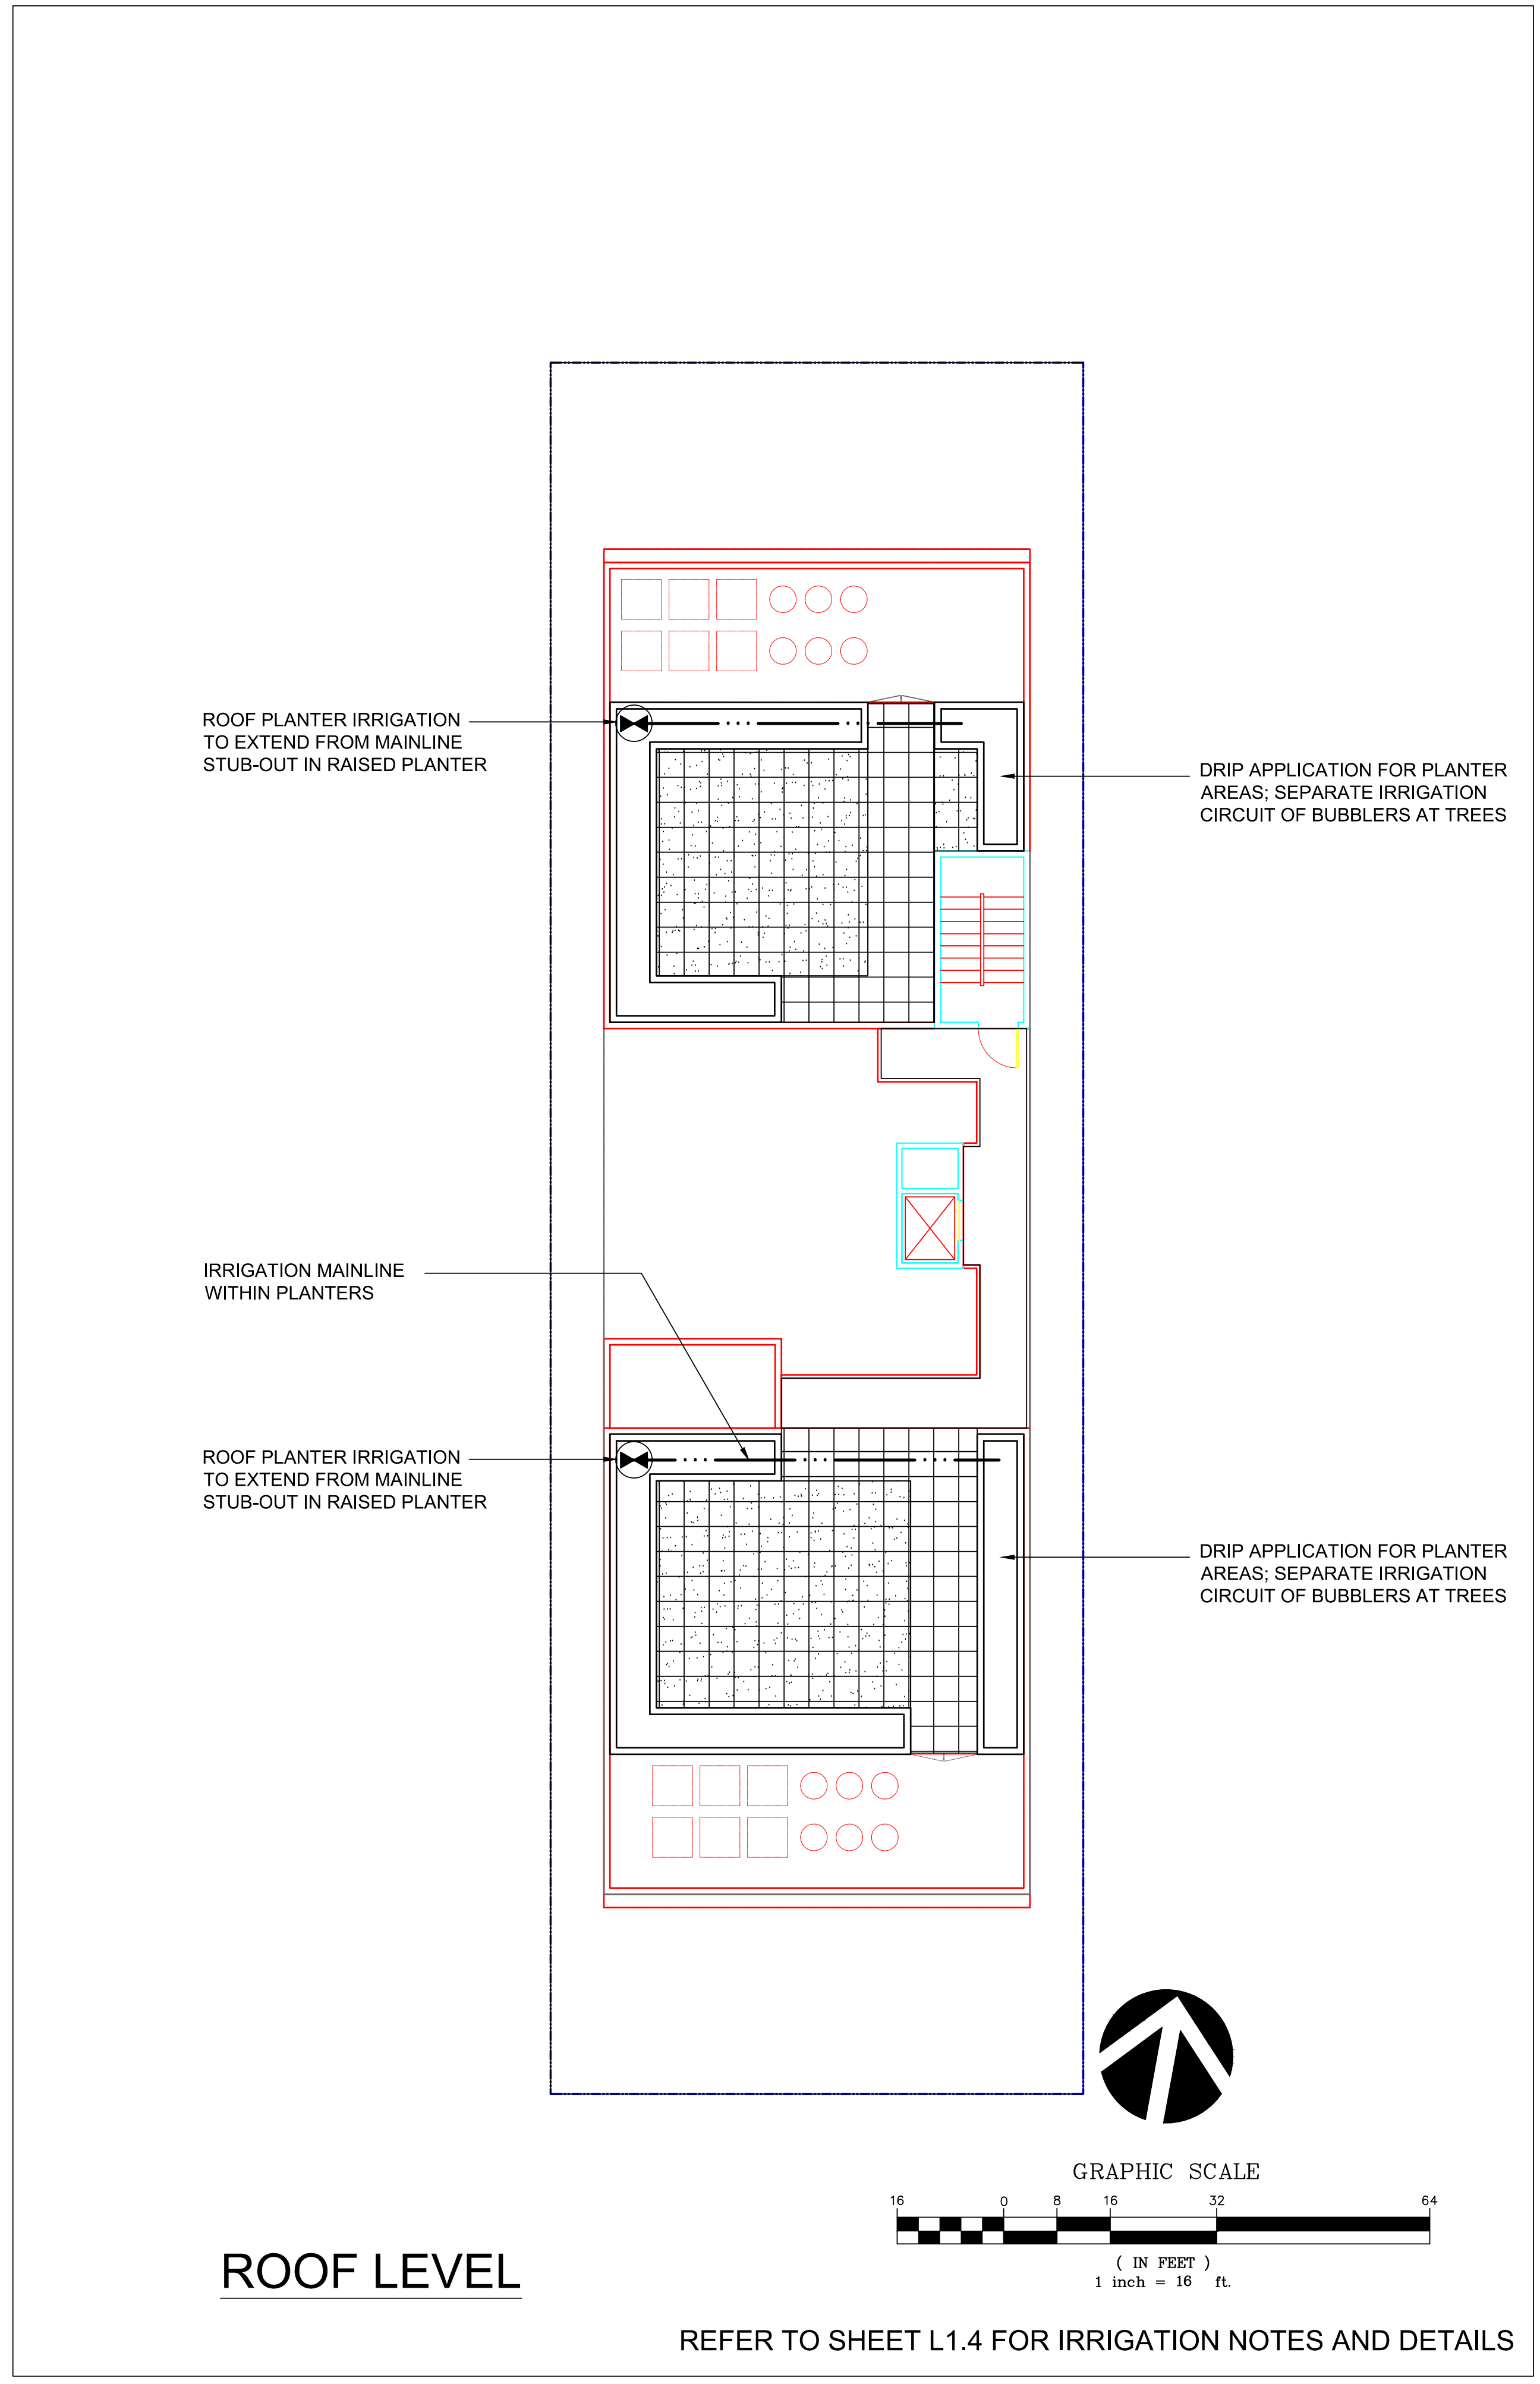 ROOF PLANTER IRRIGATION
TO EXTEND FROM MAINLINE
STUB-OUT IN RAISED PLANTER
DRIP APPLICATION FOR PLANTER
AREAS; SEPARATE IRRIGATION
CIRCUIT OF BUBBLERS AT TREES
IRRIGATION MAINLINE
WITHIN PLANTERS
ROOF PLANTER IRRIGATION
TO EXTEND FROM MAINLINE
STUB-OUT IN RAISED PLANTER
DRIP APPLICATION FOR PLANTER
AREAS; SEPARATE IRRIGATION
CIRCUIT OF BUBBLERS AT TREES
GRAPHIC SCALE
16 0 8 16 32 64
( IN FEET )
1 inch = 16 ft.
ROOF LEVEL
REFER TO SHEET L1.4 FOR IRRIGATION NOTES AND DETAILS